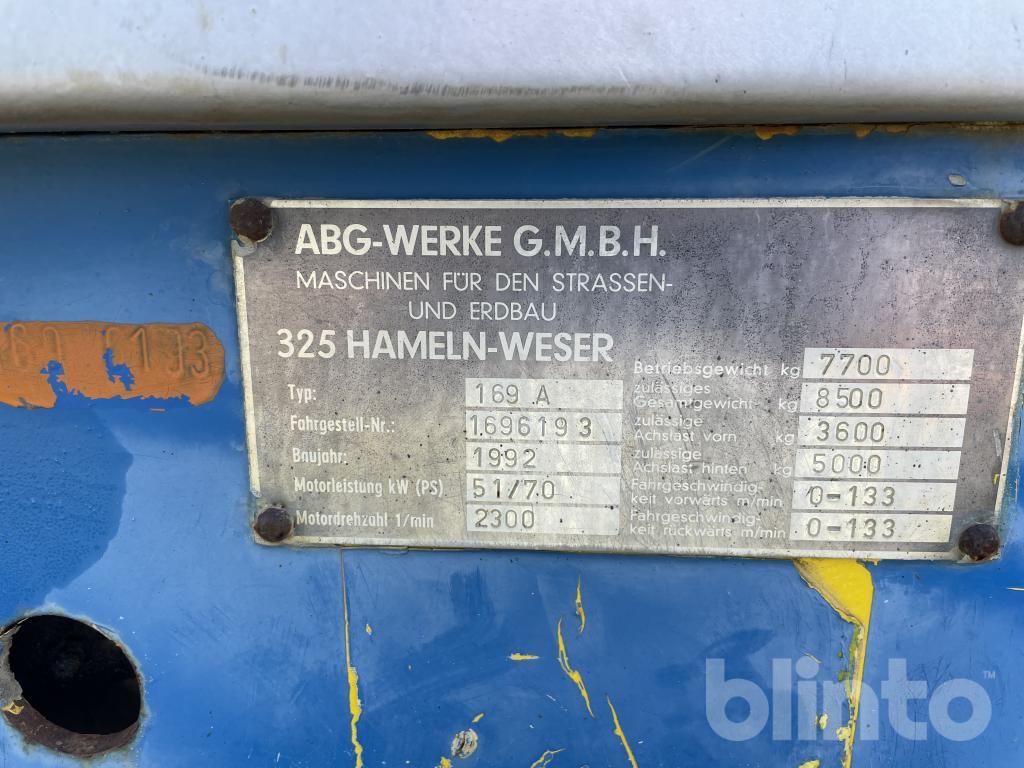 ABG-WERKE G.M.B.H.
MASCHINEN FÜR DEN STRASSEN-
UND ERDBAU
325 HAMELN-WESER
Typ: 169 A
Fahrgestell-Nr.: 1696193
Baujahr: 1992
Motorleistung kW (PS) 51/70
Motordrehzahl 1/min 2300
Betriebsgewicht kg 7700
zulässiges
Gesamtgewicht kg 8500
zulässige
Achslast vorn kg 3600
zulässige
Achslast hinten kg 5000
Fahrgeschwindig-
keit vorwärts m/min 0-133
Fahrgeschwindig-
keit rückwärts m/min 0-133
193
blinto™